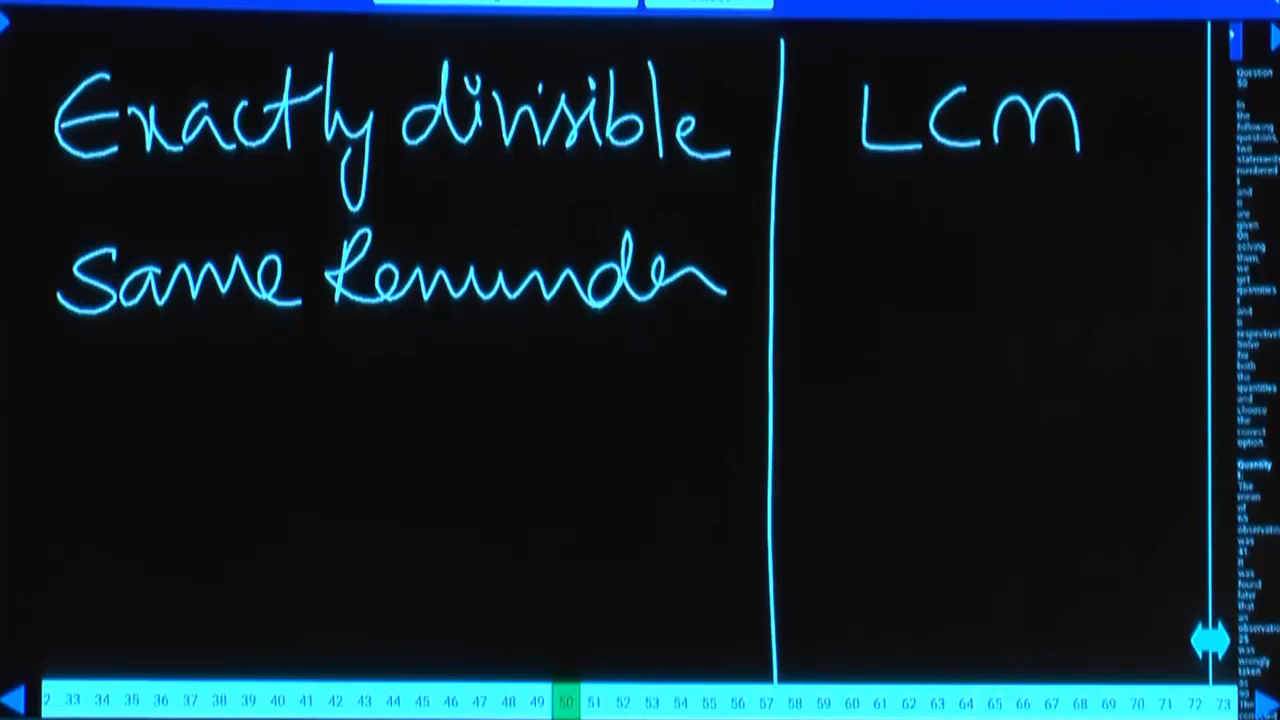 Exactly divisible LCM
Same Remainder
2 33 34 35 36 37 38 39 40 41 42 43 44 45 46 47 48 49 50 51 52 53 54 55 56 57 58 59 60 61 62 63 64 65 66 67 68 69 70 71 72 73
Question
50
In
the
following
questions,
two
statements
numbered
I
and
II
are
given.
On
solving
them,
we
get
quantities
I
and
II
respectively
Solve
for
both
the
quantities
and
choose
the
correct
option
Quantity
I:
The
mean
of
was
41
It
was
found
later
that
an
25
was
wrongly
taken
as
The